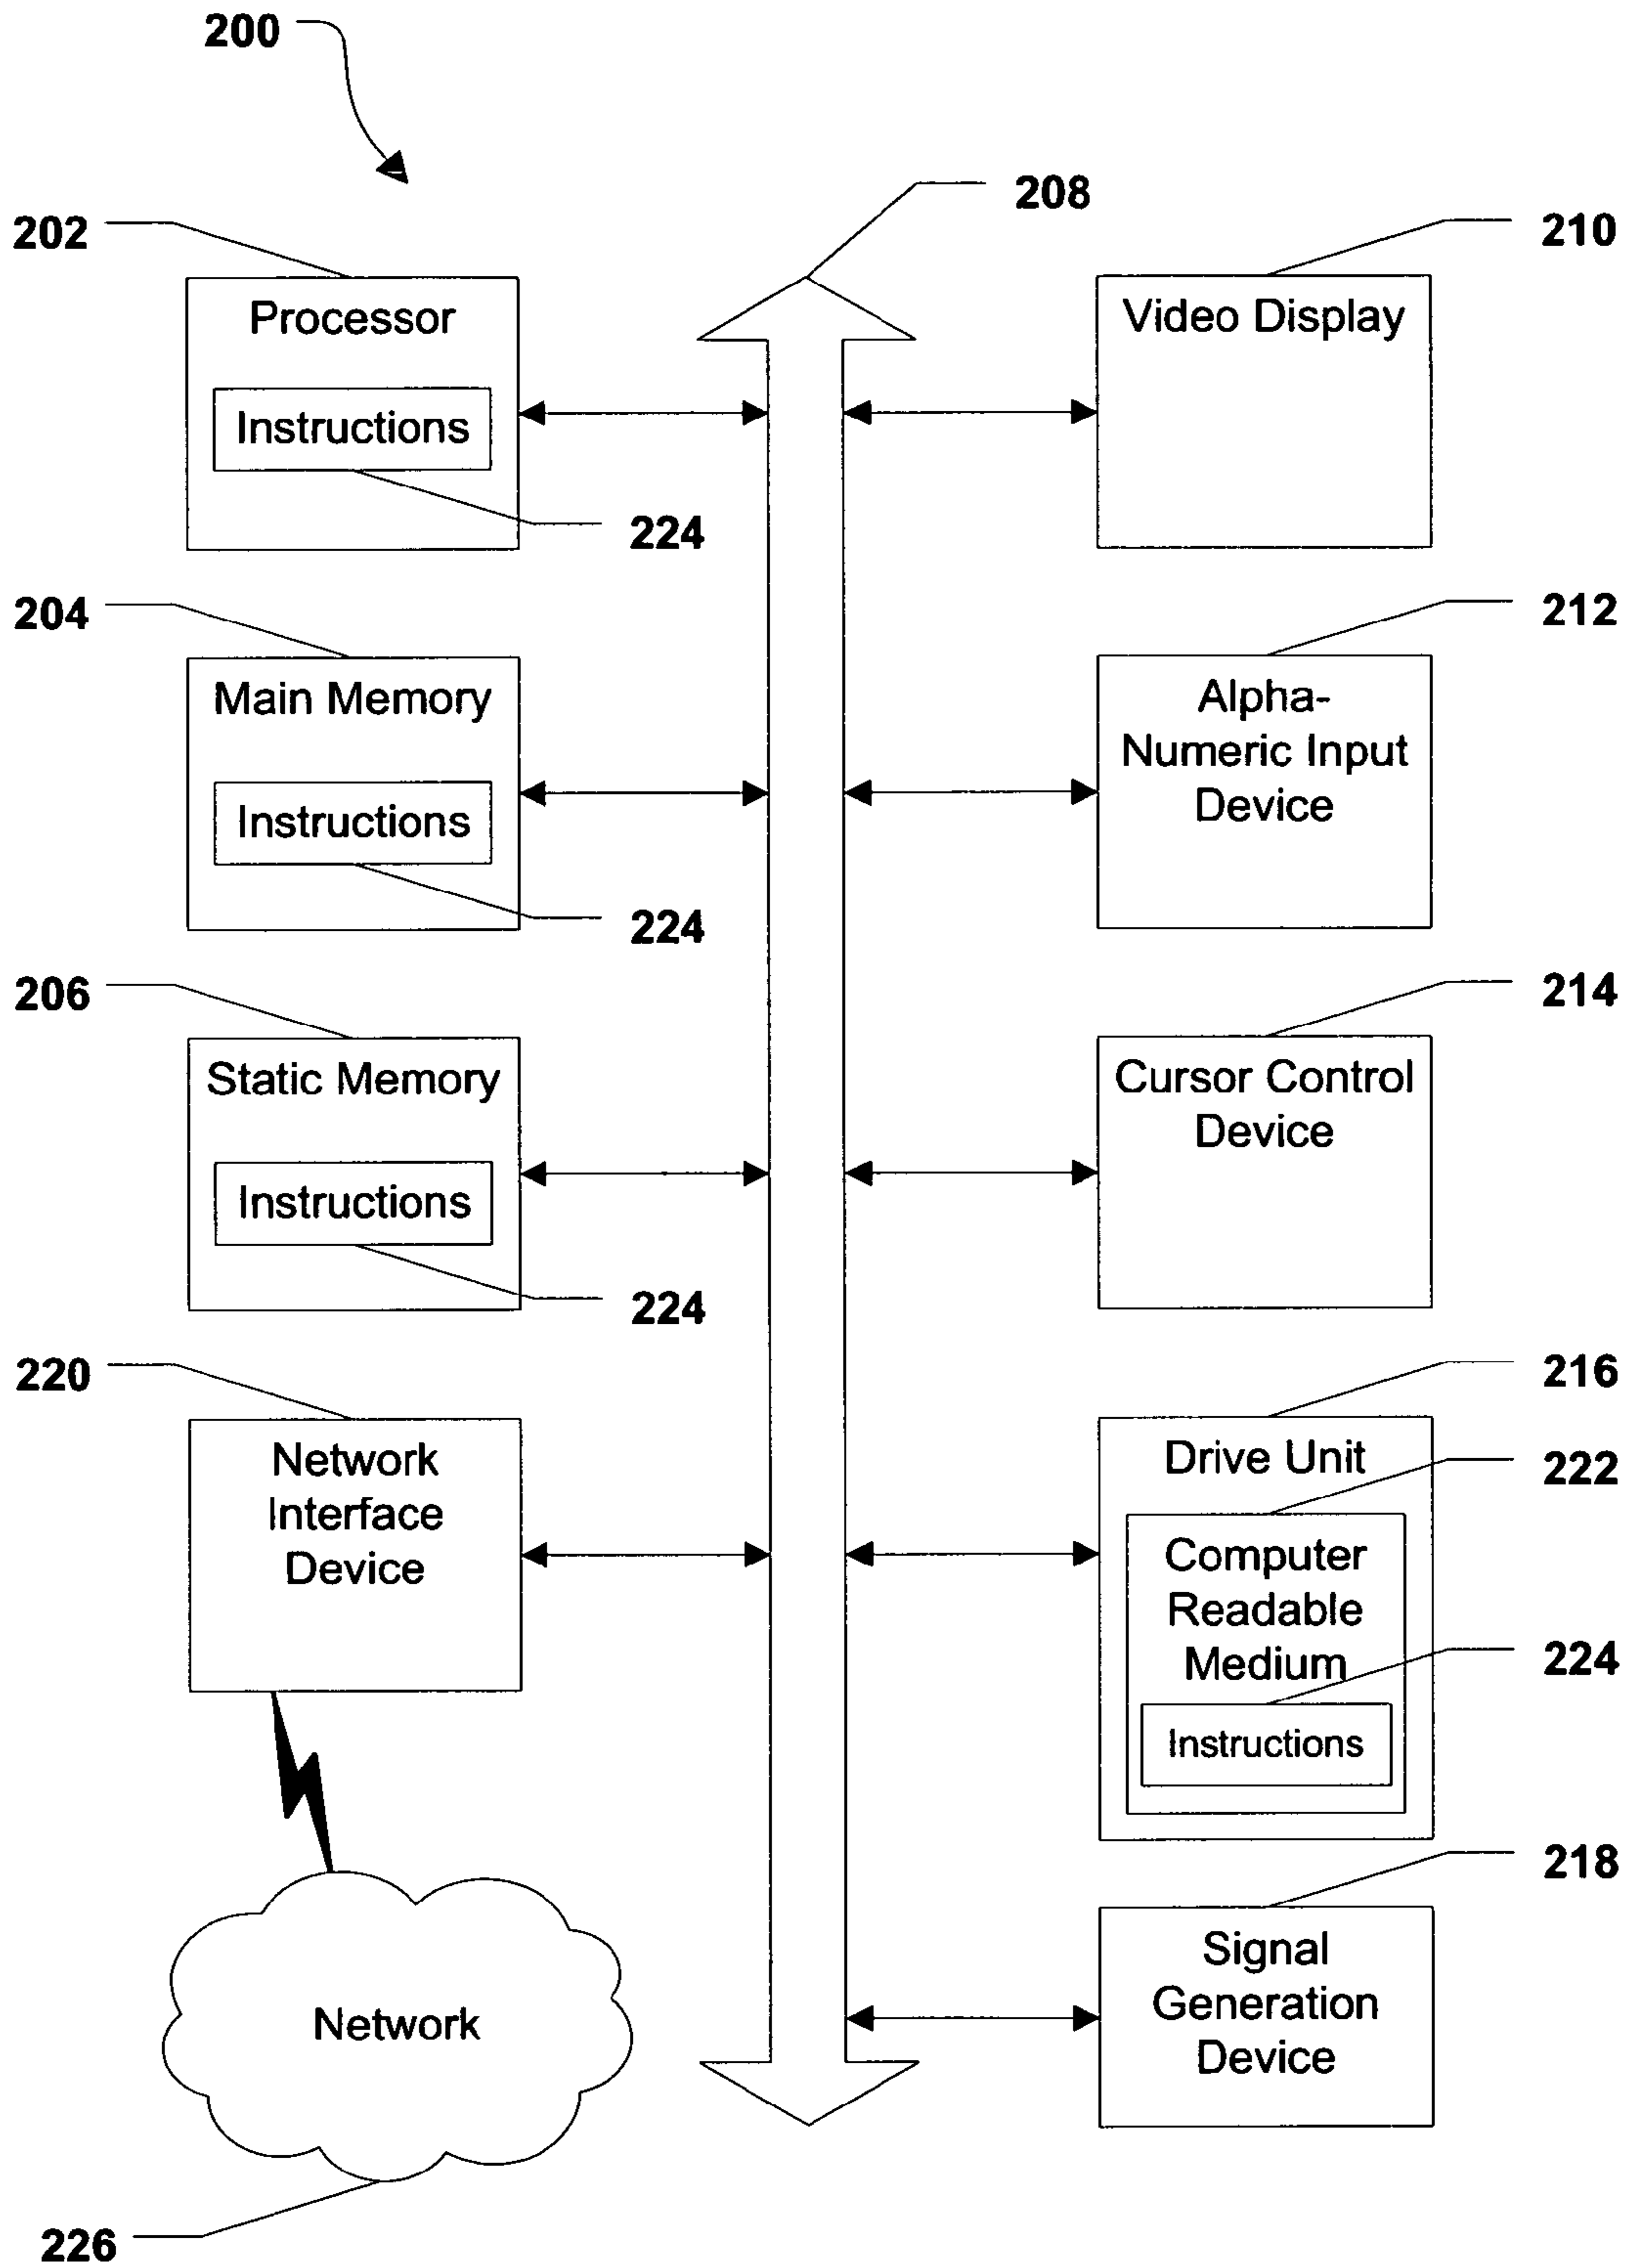 200
208
202
210
Processor
Video Display
Instructions
224
204
212
Main Memory
Alpha-
Numeric Input
Device
Instructions
224
206
214
Static Memory
Cursor Control
Device
Instructions
224
220
216
Network
Interface
Device
Drive Unit
222
Computer
Readable
Medium
224
Instructions
218
Signal
Generation
Device
Network
226